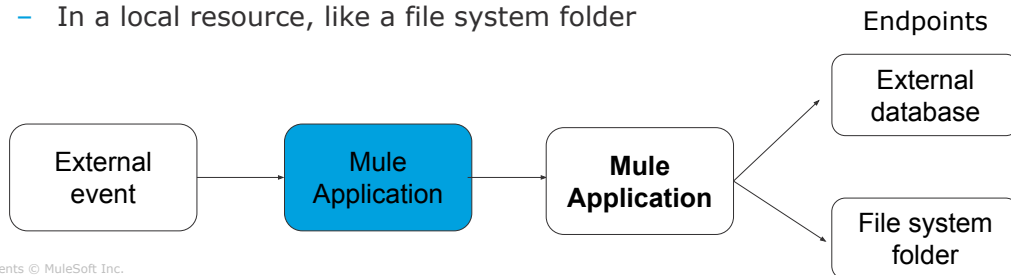 – In a local resource, like a file system folder
Endpoints
External
database
External
event
Mule
Application
Mule
Application
File system
folder
ents © MuleSoft Inc.